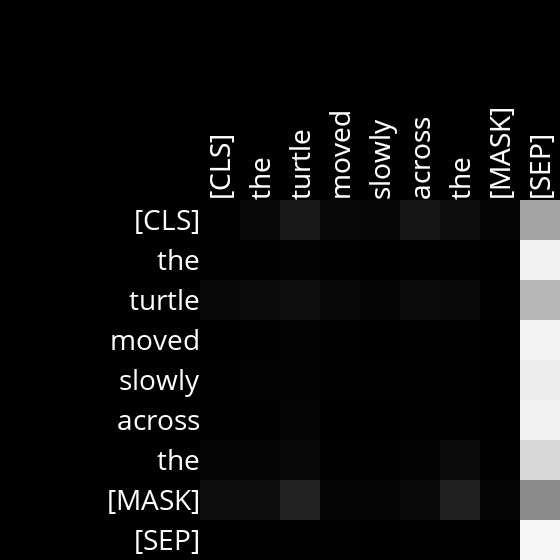 [CLS] the turtle moved slowly across the [MASK] [SEP]
[CLS]
the
turtle
moved
slowly
across
the
[MASK]
[SEP]